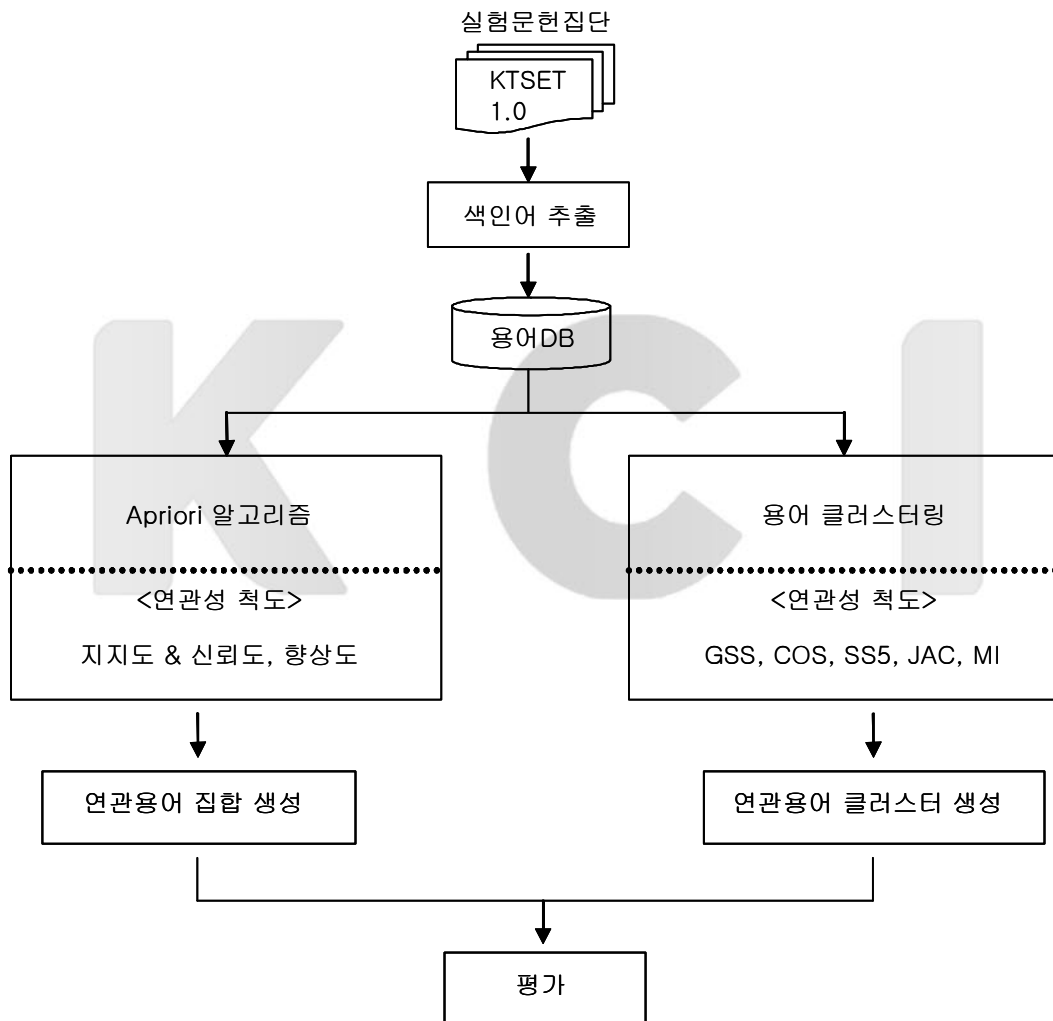 실험문헌집단
KTSET
1.0
색인어 추출
용어DB
KCI
Apriori 알고리즘
<연관성 척도>
지지도 & 신뢰도, 향상도
용어 클러스터링
<연관성 척도>
GSS, COS, SS5, JAC, MI
연관용어 집합 생성
연관용어 클러스터 생성
평가